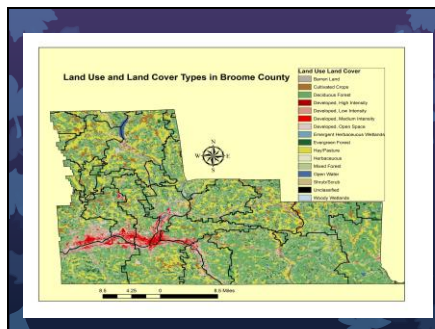 Land Use and Land Cover Types in Broome County
Land Use Land Cover
Barren Land
Cultivated Crops
Deciduous Forest
Developed, High Intensity
Developed, Low Intensity
Developed, Medium Intensity
Developed, Open Space
Emergent Herbaceous Wetlands
Evergreen Forest
Hay/Pasture
Herbaceous
Mixed Forest
Open Water
Shrub/Scrub
Unclassified
Woody Wetlands
N
W E
S
8.5 4.25 0 8.5 Miles